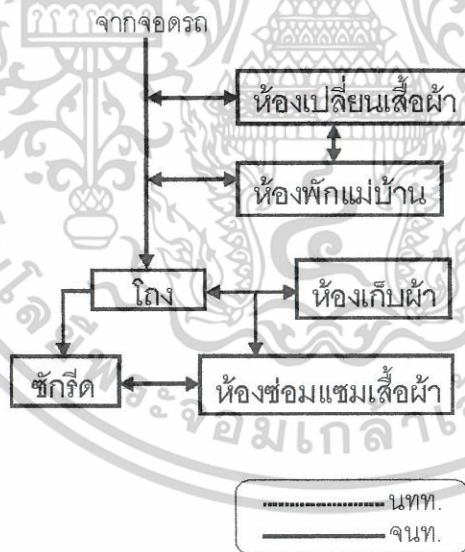 จากจอดรถ
ห้องเปลี่ยนเสื้อผ้า
ห้องพักแม่บ้าน
โถง
ห้องเก็บผ้า
ซักรีด
ห้องซ่อมแซมเสื้อผ้า
นทท.
จนท.